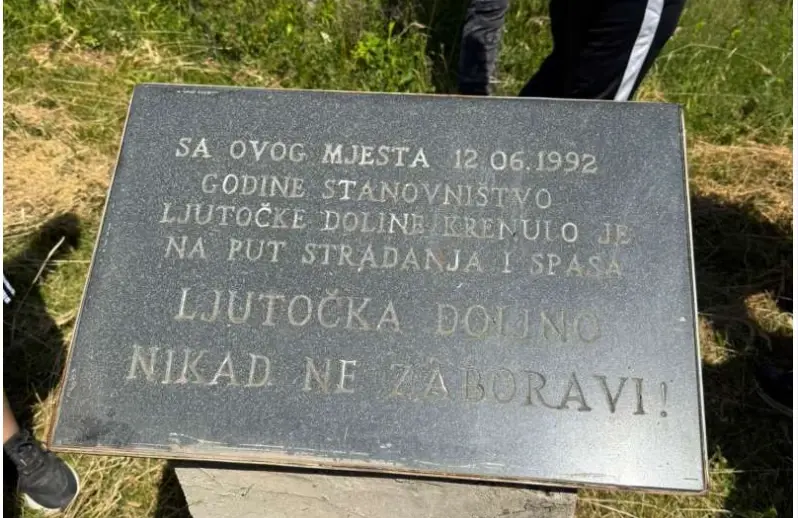 SA OVOG MJESTA 12 06.1992
GODINE STANOVNIŠTVO
LJUTOČKE DOLINE KRENULO JE
NA PUT STRADANJA I SPASA
LJUTOČKA DOLINO
NIKAD NE ZABORAVI!